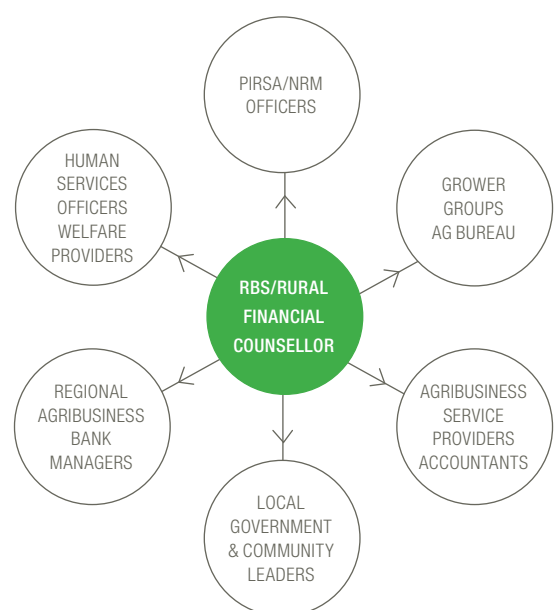 PIRSA/NRM
OFFICERS
HUMAN
SERVICES
OFFICERS
WELFARE
PROVIDERS
GROWER
GROUPS
AG BUREAU
RBS/RURAL
FINANCIAL
COUNSELLOR
REGIONAL
AGRIBUSINESS
BANK
MANAGERS
AGRIBUSINESS
SERVICE
PROVIDERS
ACCOUNTANTS
LOCAL
GOVERNMENT
& COMMUNITY
LEADERS